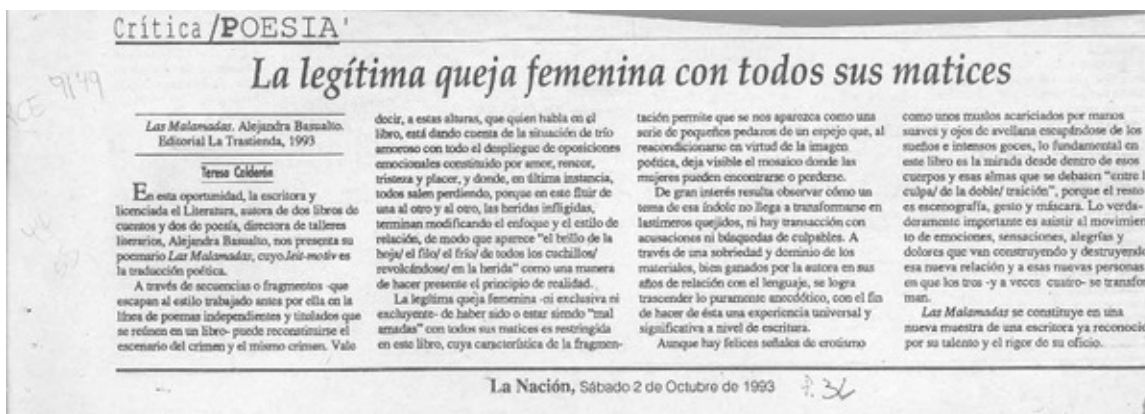 Crítica/POESIA
La legítima queja femenina con todos sus matices
Las Malamadas. Alejandra Basualto.
Editorial La Trastienda, 1993
Teresa Calderón
En esta oportunidad, la escritora y
licenciada el Literatura, autora de dos libros de
cuentos y dos de poesía, directora de talleres
literarios, Alejandra Basualto, nos presenta su
poemario Las Malamadas, cuyo leit-motiv es
la traducción poética.
A través de secuencias o fragmentos -que
escapan al estilo trabajado antes por ella en la
línea de poemas independientes y titulados que
se reúnen en un libro- puede reconstituirse el
escenario del crimen y el mismo crimen. Vale
decir, a estas alturas, que quien habla en el
libro, está dando cuenta de la situación de trío
amoroso con todo el despliegue de oposiciones
emocionales constituido por amor, rencor,
tristeza y placer, y donde, en última instancia,
todos salen perdiendo, porque en este fluir de
una al otro y al otro, las heridas infligidas,
terminan modificando el enfoque y el estilo de
relación, de modo que aparece "el brillo de la
hoja/ el filo/ el frío/ de todos los cuchillos/
revolcándose/ en la herida" como una manera
de hacer presente el principio de realidad.
La legítima queja femenina -ni exclusiva ni
excluyente- de haber sido o estar siendo "mal
amadas" con todos sus matices es restringida
en este libro, cuya característica de la fragmen-
tación permite que se nos aparezca como una
serie de pequeños pedazos de un espejo que, al
reacondicionarse en virtud de la imagen
poética, deja visible el mosaico donde las
mujeres pueden encontrarse o perderse.
De gran interés resulta observar cómo un
tema de esa índole no llega a transformarse en
lastimeros quejidos, ni hay transacción con
acusaciones ni búsquedas de culpables. A
través de una sobriedad y dominio de los
materiales, bien ganados por la autora en sus
años de relación con el lenguaje, se logra
trascender lo puramente anecdótico, con el fin
de hacer de ésta una experiencia universal y
significativa a nivel de escritura.
Aunque hay felices señales de erotismo
como unos muslos acariciados por manos
suaves y ojos de avellana escapándose de los
sueños e intensos goces, lo fundamental en
este libro es la mirada desde dentro de esos
cuerpos y esas almas que se debaten "entre l
culpa/ de la doble/ traición", porque el resto
es escenografía, gesto y máscara. Lo verda-
deramente importante es asistir al movimien
to de emociones, sensaciones, alegrías y
dolores que van construyendo y destruyendo
esa nueva relación y a esas nuevas personas
en que los tres -y a veces cuatro- se transfor
man.
Las Malamadas se constituye en una
nueva muestra de una escritora ya reconocid
por su talento y el rigor de su oficio.
La Nación, Sábado 2 de Octubre de 1993 P. 36